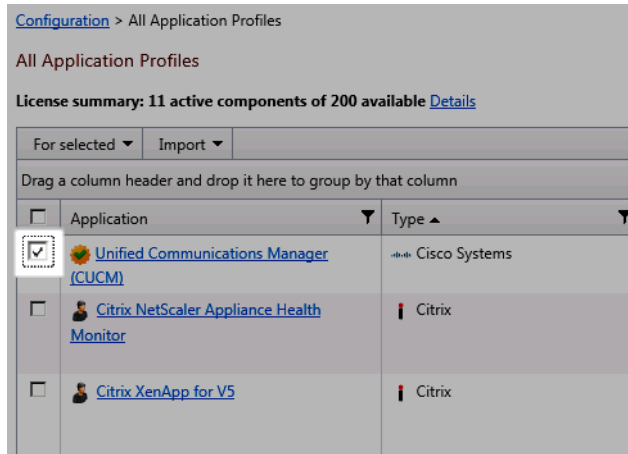 Configuration > All Application Profiles
All Application Profiles
License summary: 11 active components of 200 available Details
For selected Import
Drag a column header and drop it here to group by that column
Application Type
Unified Communications Manager Cisco Systems
(CUCM)
Citrix NetScaler Appliance Health Citrix
Monitor
Citrix XenApp for V5 Citrix